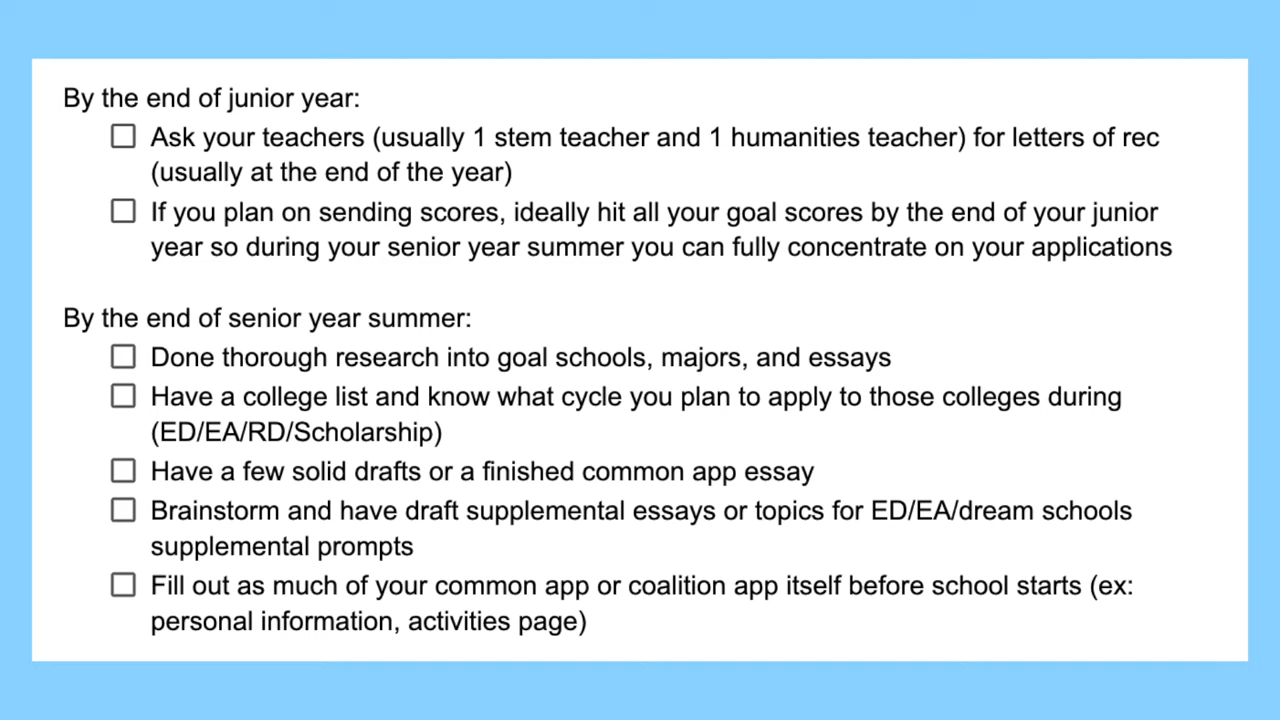 By the end of junior year:
Ask your teachers (usually 1 stem teacher and 1 humanities teacher) for letters of rec
(usually at the end of the year)
If you plan on sending scores, ideally hit all your goal scores by the end of your junior
year so during your senior year summer you can fully concentrate on your applications
By the end of senior year summer:
Done thorough research into goal schools, majors, and essays
Have a college list and know what cycle you plan to apply to those colleges during
(ED/EA/RD/Scholarship)
Have a few solid drafts or a finished common app essay
Brainstorm and have draft supplemental essays or topics for ED/EA/dream schools
supplemental prompts
Fill out as much of your common app or coalition app itself before school starts (ex:
personal information, activities page)